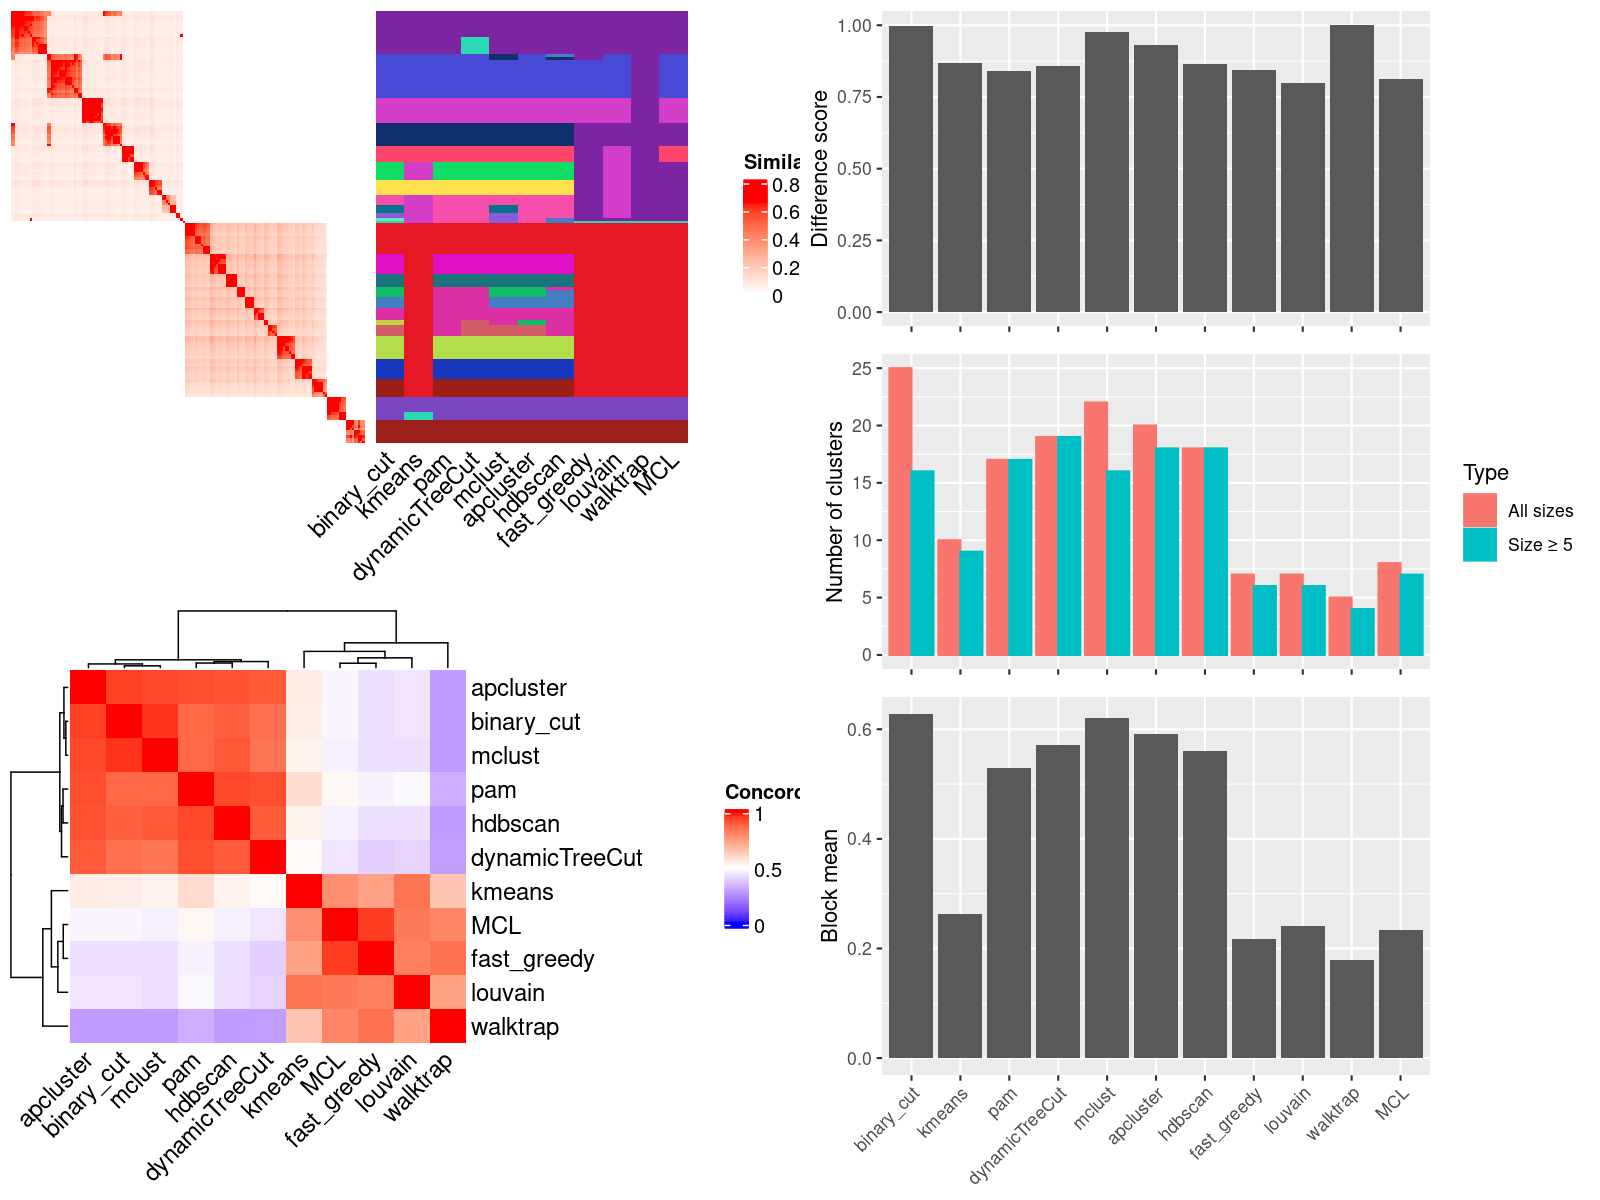 Simila
0.8
0.6
0.4
0.2
0
binary_cut
kmeans
pam
dynamicTreeCut
mclust
apcluster
hdbscan
fast_greedy
louvain
walktrap
MCL
apcluster
binary_cut
mclust
pam
hdbscan
dynamicTreeCut
kmeans
MCL
fast_greedy
louvain
walktrap
Concord
1
0.5
0
apcluster
binary_cut
mclust
pam
hdbscan
dynamicTreeCut
kmeans
MCL
fast_greedy
louvain
walktrap
Difference score
1.00
0.75
0.50
0.25
0.00
Number of clusters
25
20
15
10
5
0
Type
All sizes
Size ≥ 5
Block mean
0.6
0.4
0.2
0.0
binary_cut
kmeans
pam
dynamicTreeCut
mclust
apcluster
hdbscan
fast_greedy
louvain
walktrap
MCL